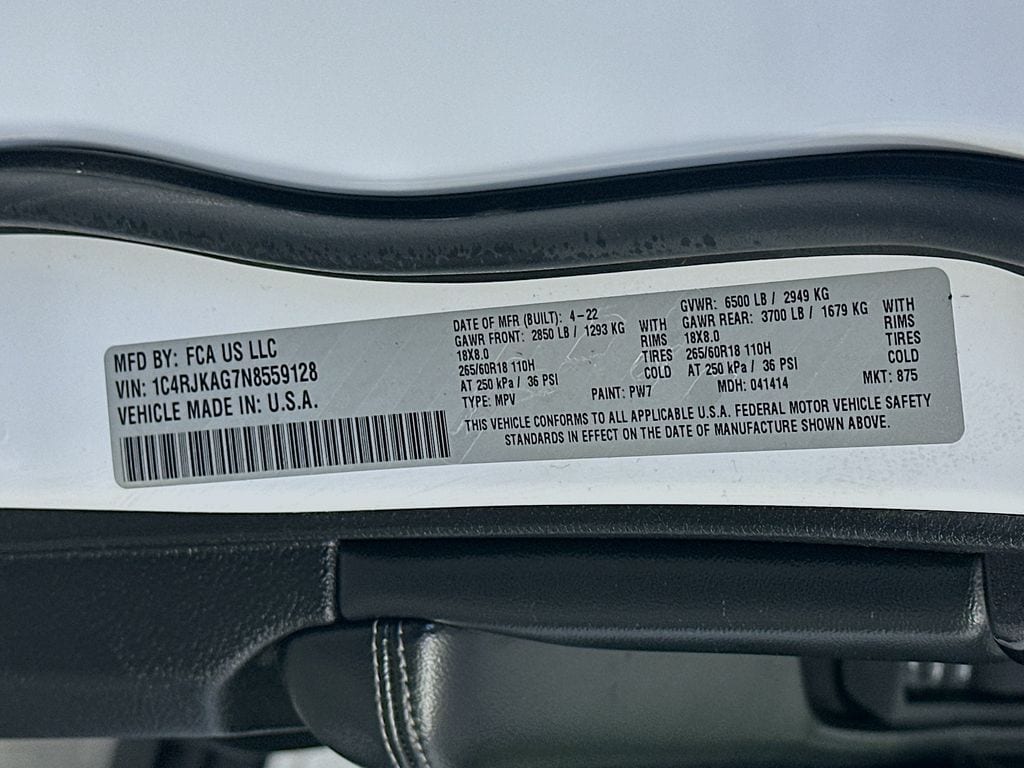 MFD BY: FCA US LLC
VIN: 1C4RJKAG7N8559128
VEHICLE MADE IN: U.S.A.
DATE OF MFR (BUILT): 4-22
GAWR FRONT: 2850 LB / 1293 KG WITH
18X8.0 RIMS
265/60R18 110H TIRES
AT 250 kPa / 36 PSI COLD
TYPE: MPV
PAINT: PW7
GVWR: 6500 LB / 2949 KG
GAWR REAR: 3700 LB / 1679 KG WITH
18X8.0 RIMS
265/60R18 110H TIRES
AT 250 kPa / 36 PSI COLD
MDH: 041414
MKT: 875
THIS VEHICLE CONFORMS TO ALL APPLICABLE U.S.A. FEDERAL MOTOR VEHICLE SAFETY
STANDARDS IN EFFECT ON THE DATE OF MANUFACTURE SHOWN ABOVE.